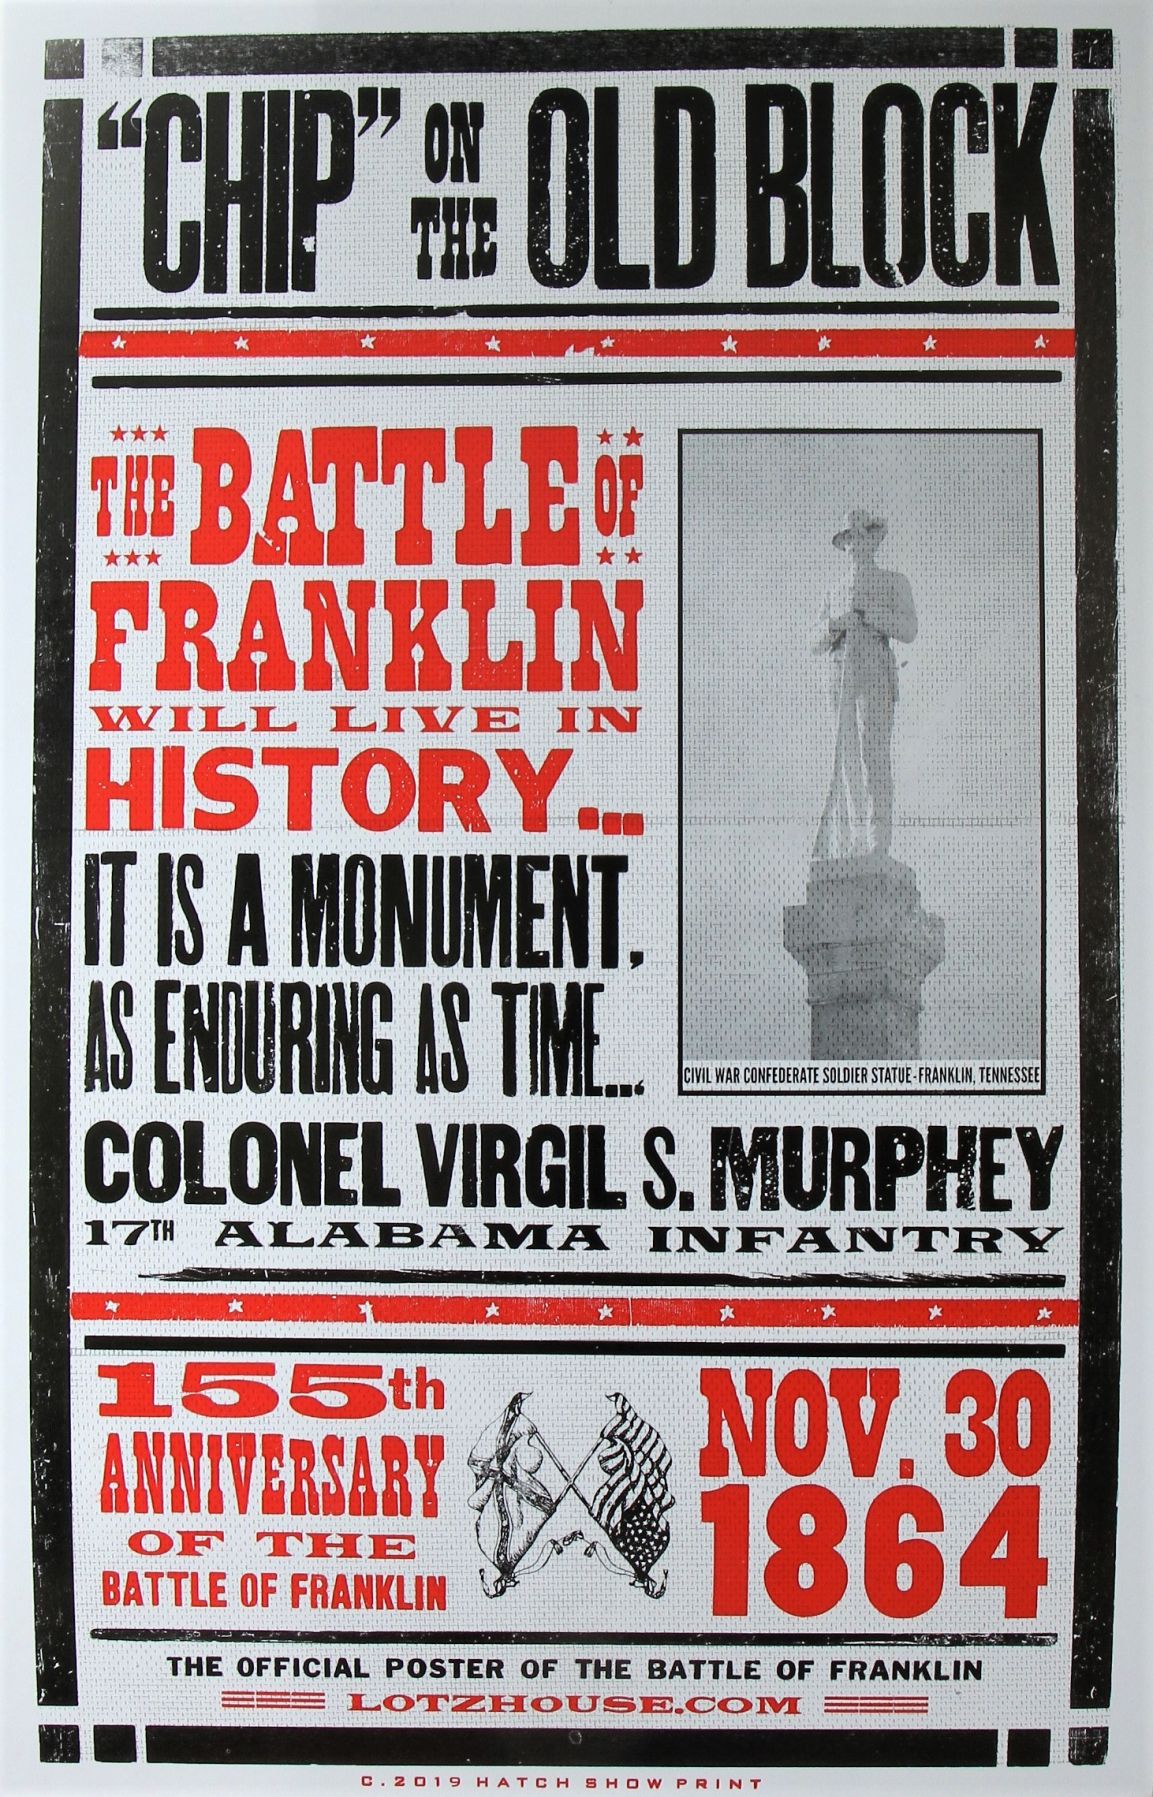 “CHIP” ON THE OLD BLOCK
THE BATTLE OF
FRANKLIN
WILL LIVE IN
HISTORY...
IT IS A MONUMENT,
AS ENDURING AS TIME...
CIVIL WAR CONFEDERATE SOLDIER STATUE-FRANKLIN, TENNESSEE
COLONEL VIRGIL S. MURPHEY
17TH ALABAMA INFANTRY
155th
ANNIVERSARY
OF THE
BATTLE OF FRANKLIN
NOV. 30
1864
THE OFFICIAL POSTER OF THE BATTLE OF FRANKLIN
LOTZHOUSE.COM
C. 2019 HATCH SHOW PRINT